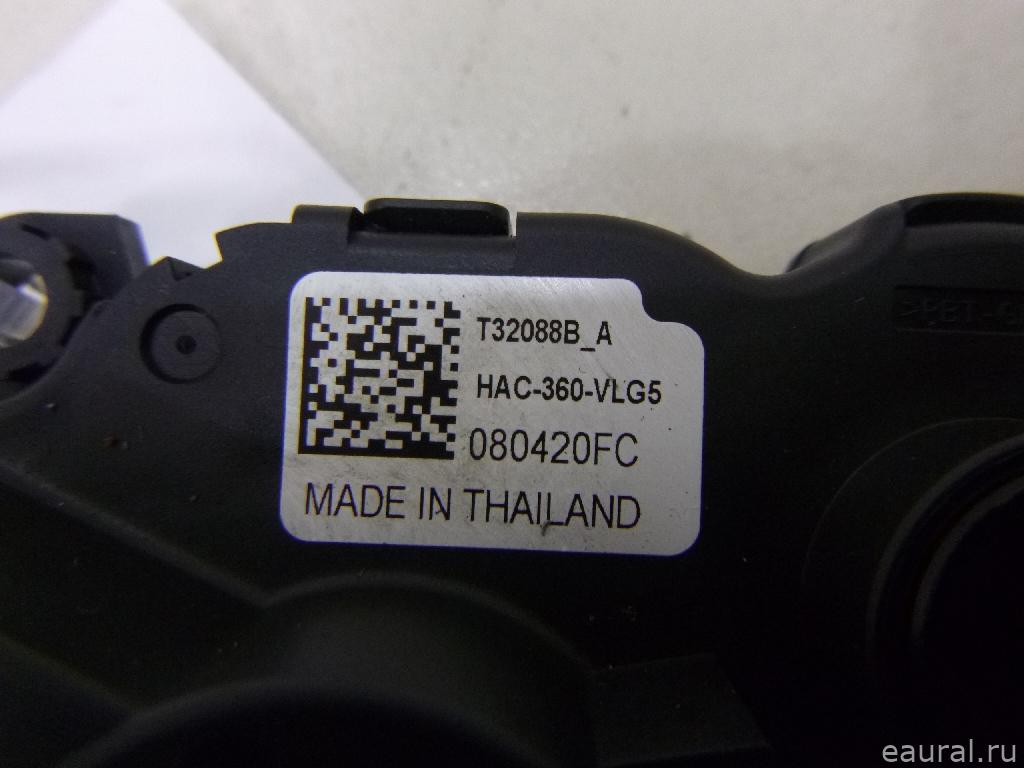 T32088B_A
HAC-360-VLG5
080420FC
MADE IN THAILAND
eaural.ru